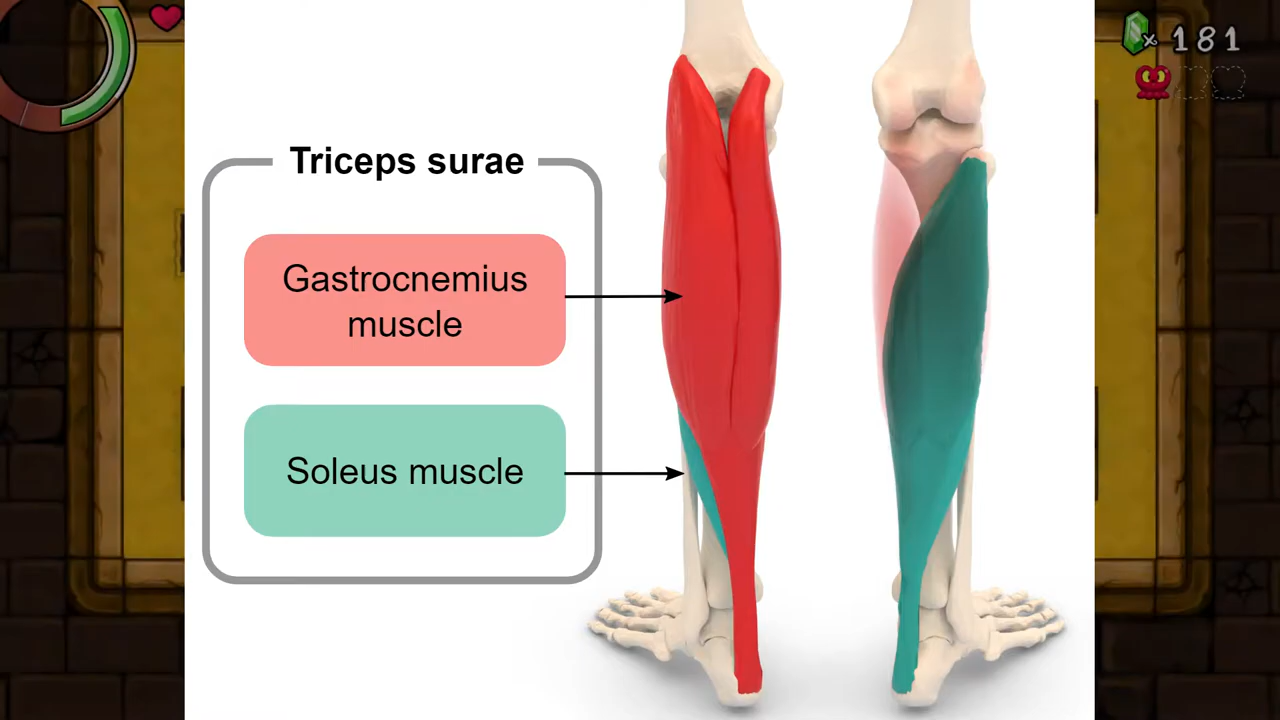 x 181
Triceps surae
Gastrocnemius
muscle
Soleus muscle